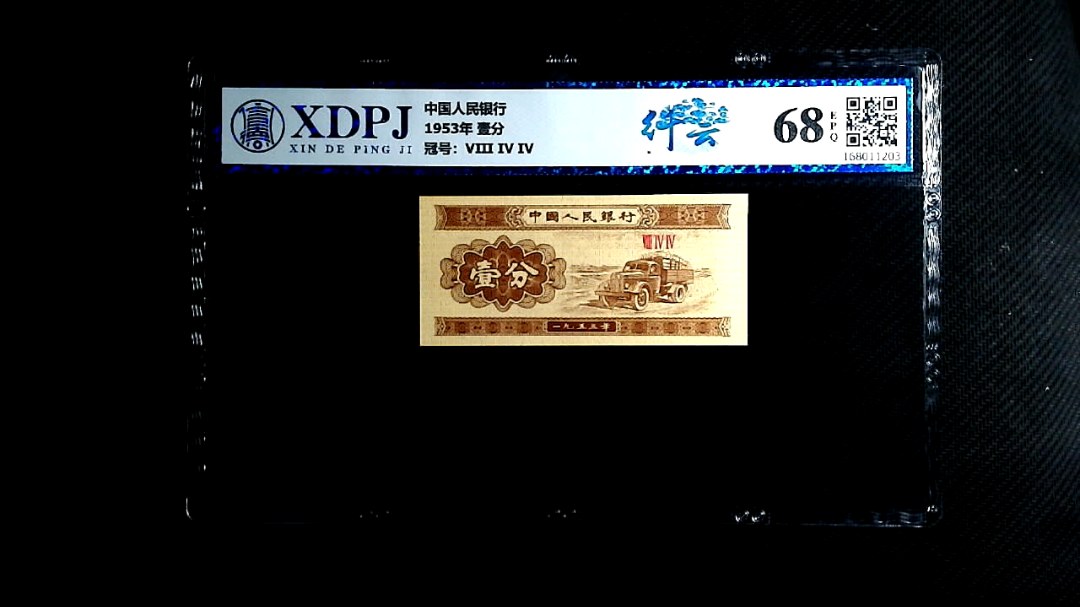 XDPJ
XIN DE PING JI
中国人民银行
1953年 壹分
冠号：VIII IV IV
祥雲
68
EPQ
168011203
中國人民銀行
VIII IV IV
壹分
一九五三年